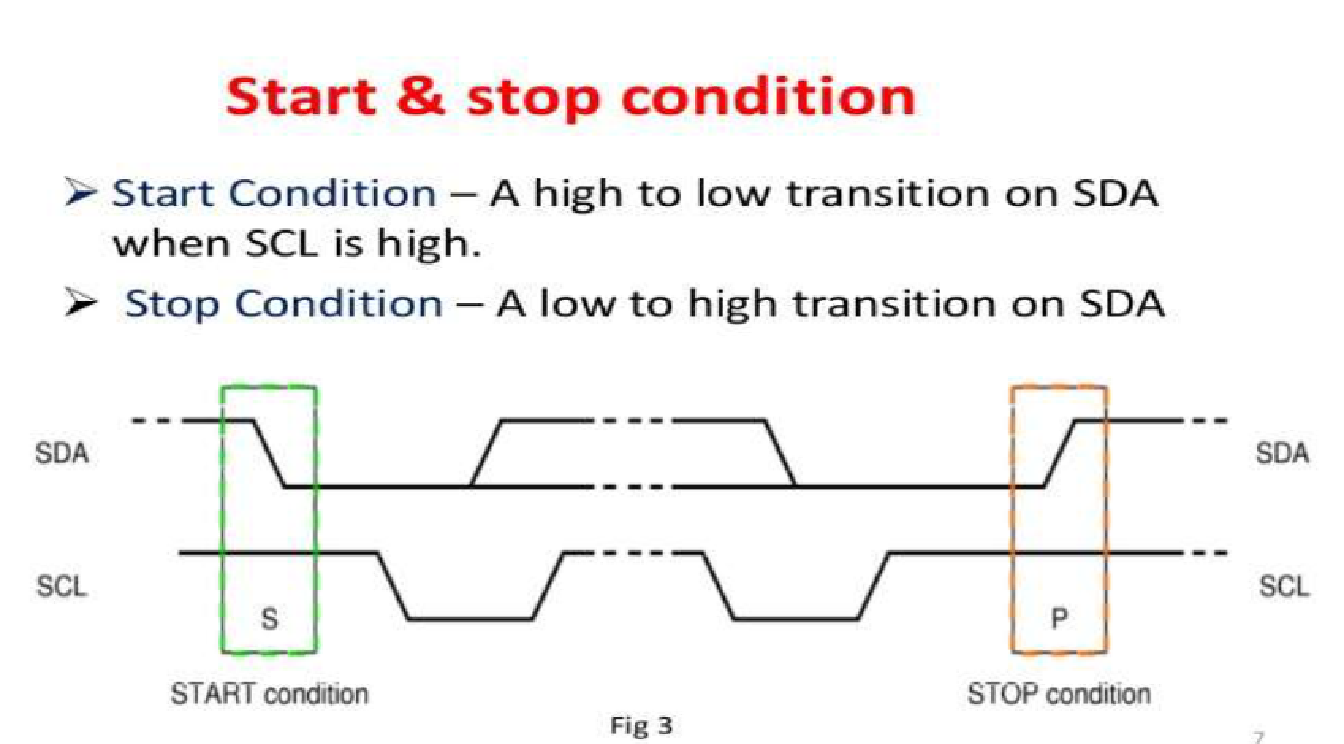 Start & stop condition
➢ Start Condition – A high to low transition on SDA
when SCL is high.
➢ Stop Condition – A low to high transition on SDA
SDA
SDA
SCL
SCL
S
P
START condition
STOP condition
Fig 3
7